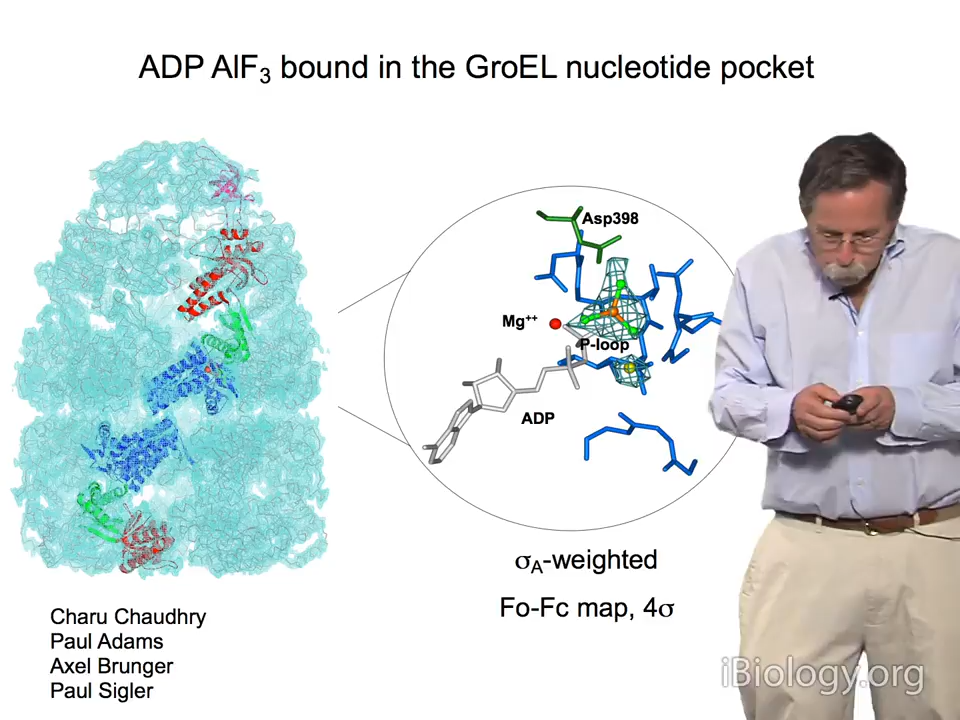 ADP AlF₃ bound in the GroEL nucleotide pocket
Asp398
Mg⁺⁺
P-loop
ADP
σA-weighted
Fo-Fc map, 4σ
Charu Chaudhry
Paul Adams
Axel Brunger
Paul Sigler
iBiology.org